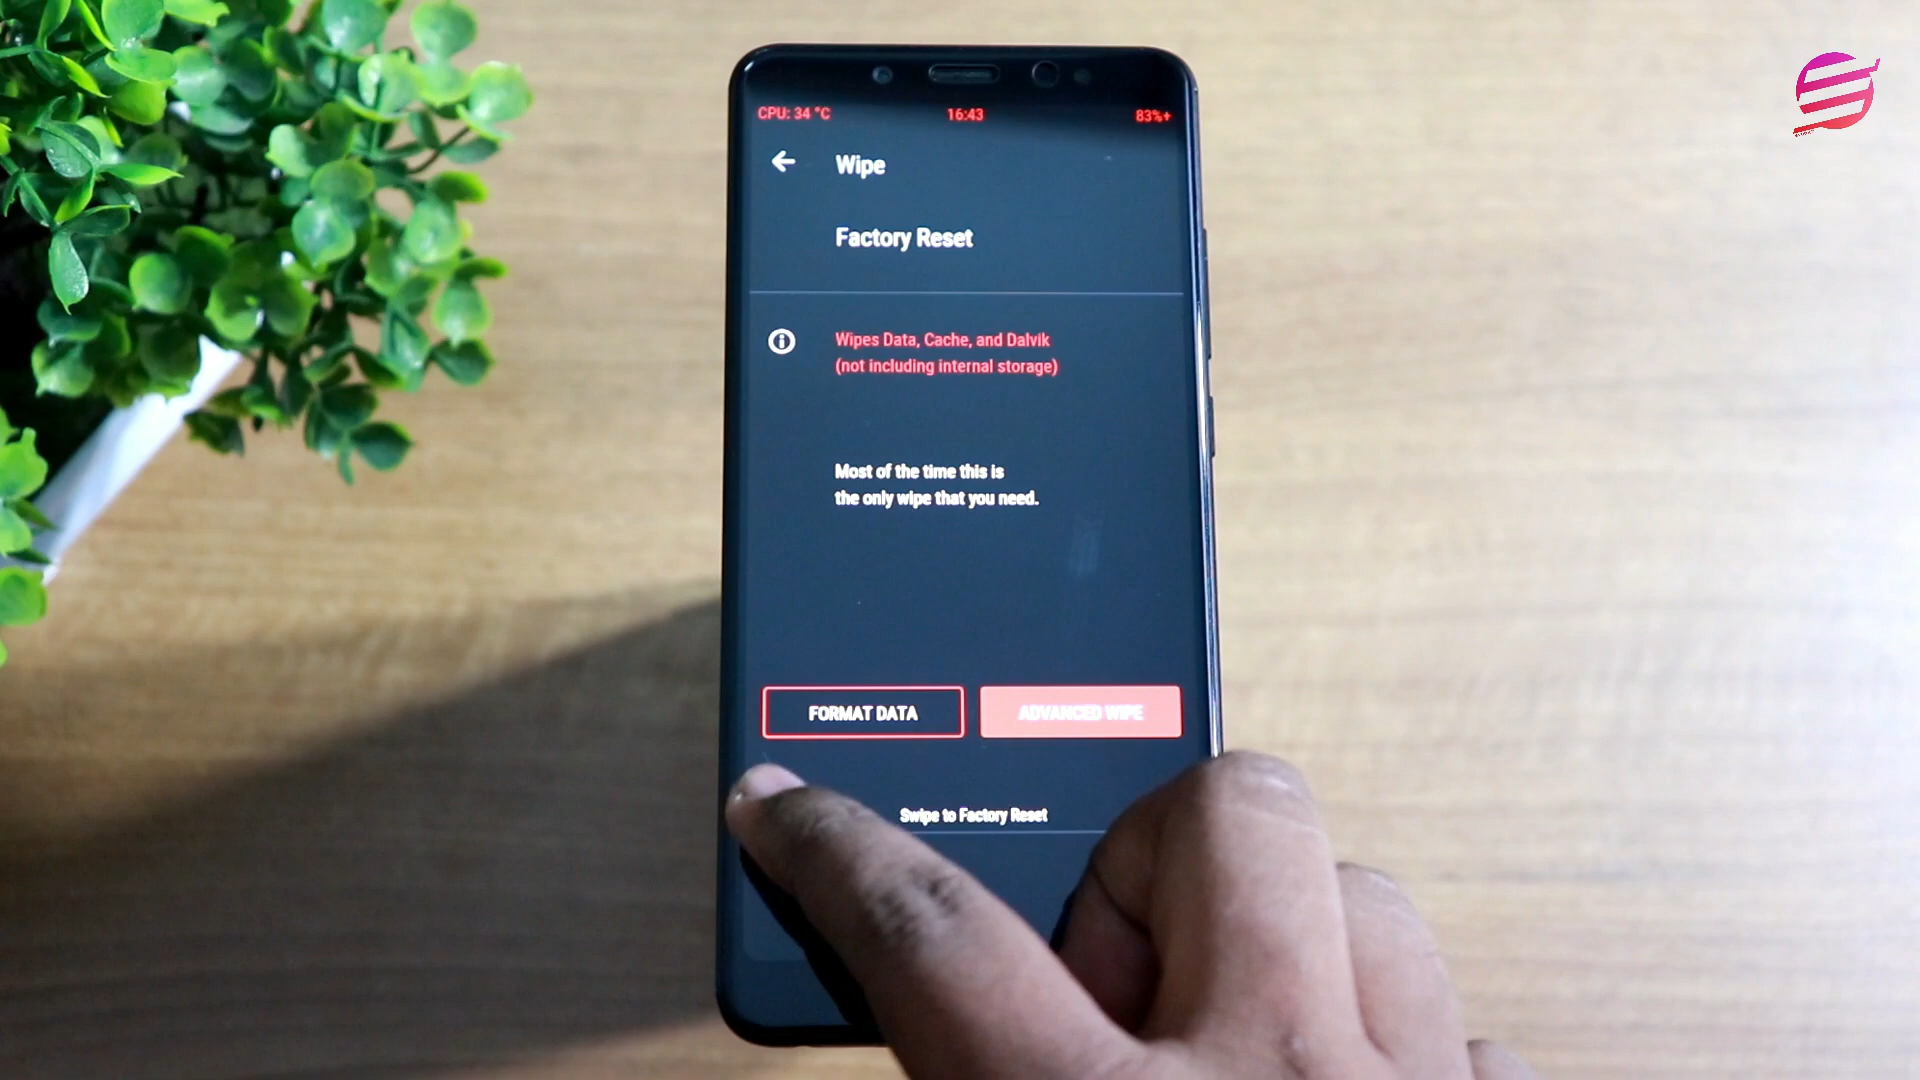 CPU: 34 °C 16:43 83%+
Wipe
Factory Reset
Wipes Data, Cache, and Dalvik
(not including internal storage)
Most of the time this is
the only wipe that you need.
FORMAT DATA ADVANCED WIPE
Swipe to Factory Reset